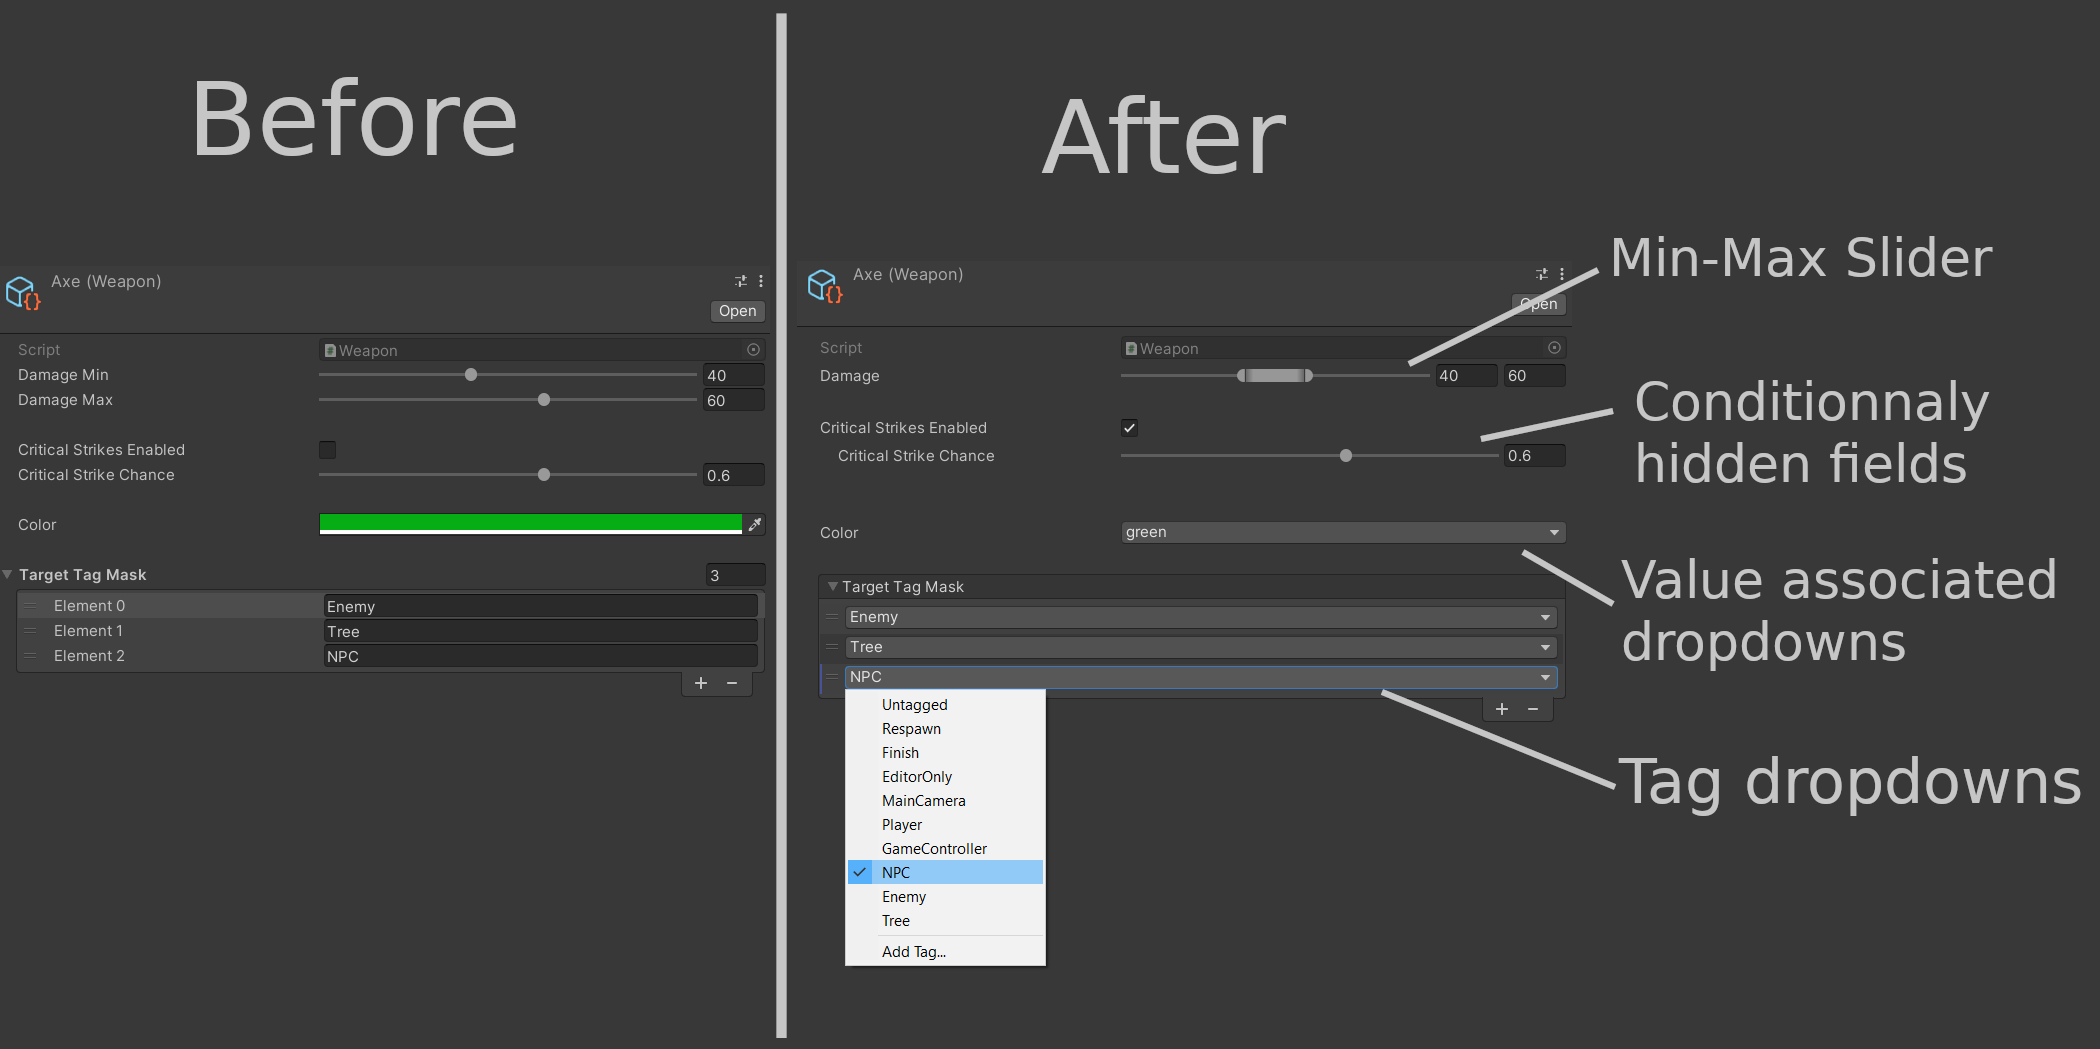 Before
Axe (Weapon)
Open
Script
Weapon
Damage Min
40
Damage Max
60
Critical Strikes Enabled
Critical Strike Chance
0.6
Color
Target Tag Mask
3
Element 0
Enemy
Element 1
Tree
Element 2
NPC
After
Axe (Weapon)
Open
Script
Weapon
Damage
40
60
Critical Strikes Enabled
Critical Strike Chance
0.6
Color
green
Target Tag Mask
Enemy
Tree
NPC
Untagged
Respawn
Finish
EditorOnly
MainCamera
Player
GameController
NPC
Enemy
Tree
Add Tag...
Min-Max Slider
Conditionnaly
hidden fields
Value associated
dropdowns
Tag dropdowns